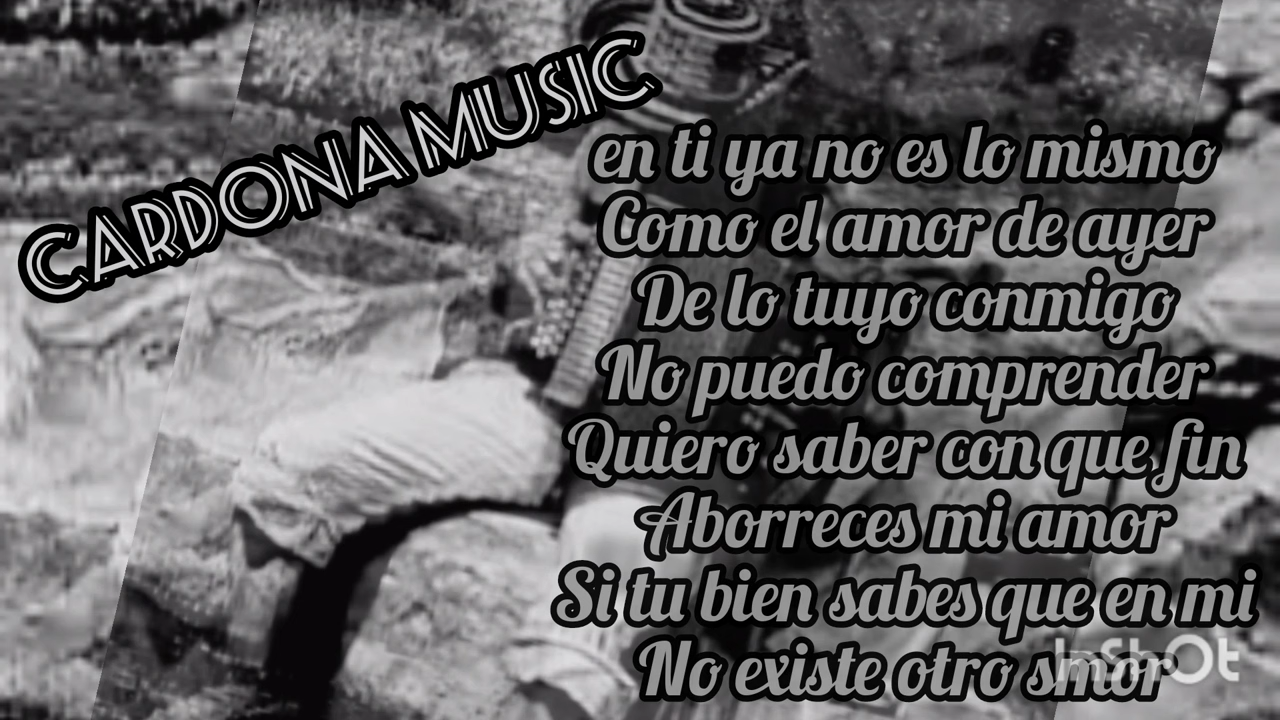 CARDONA MUSIC
en ti ya no es lo mismo
Como el amor de ayer
De lo tuyo conmigo
No puedo comprender
Quiero saber con que fin
Aborreces mi amor
Si tu bien sabes que en mi
No existe otro smor
InShOt